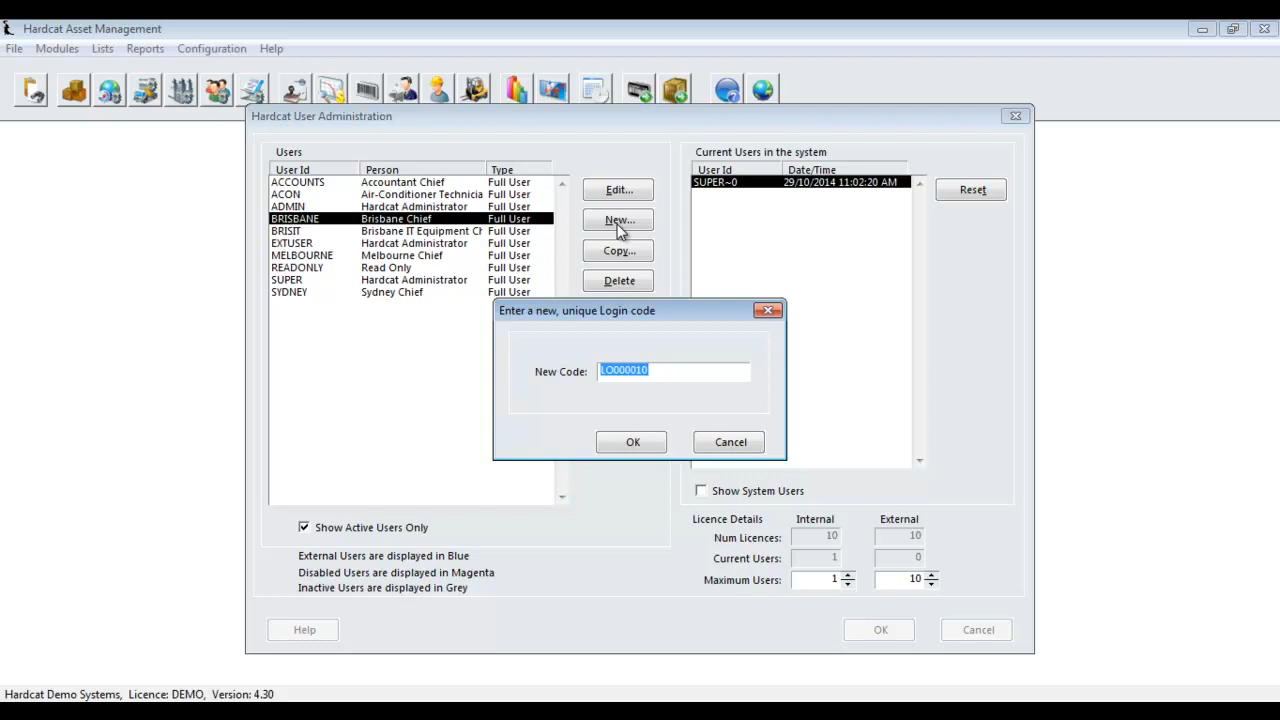 Hardcat Asset Management
File Modules Lists Reports Configuration Help
Hardcat User Administration
Users
User Id Person Type
ACCOUNTS Accountant Chief Full User
ACON Air-Conditioner Technicia Full User
ADMIN Hardcat Administrator Full User
BRISBANE Brisbane Chief Full User
BRISIT Brisbane IT Equipment Cr Full User
EXTUSER Hardcat Administrator Full User
MELBOURNE Melbourne Chief Full User
READONLY Read Only Full User
SUPER Hardcat Administrator Full User
SYDNEY Sydney Chief Full User
Edit...
New...
Copy...
Delete
Current Users in the system
User Id Date/Time
SUPER~0 29/10/2014 11:02:20 AM
Reset
Enter a new, unique Login code
New Code: LO000010
OK Cancel
Show System Users
Show Active Users Only
External Users are displayed in Blue
Disabled Users are displayed in Magenta
Inactive Users are displayed in Grey
Licence Details Internal External
Num Licences: 10 10
Current Users: 1 0
Maximum Users: 1 10
Help OK Cancel
Hardcat Demo Systems, Licence: DEMO, Version: 4.30